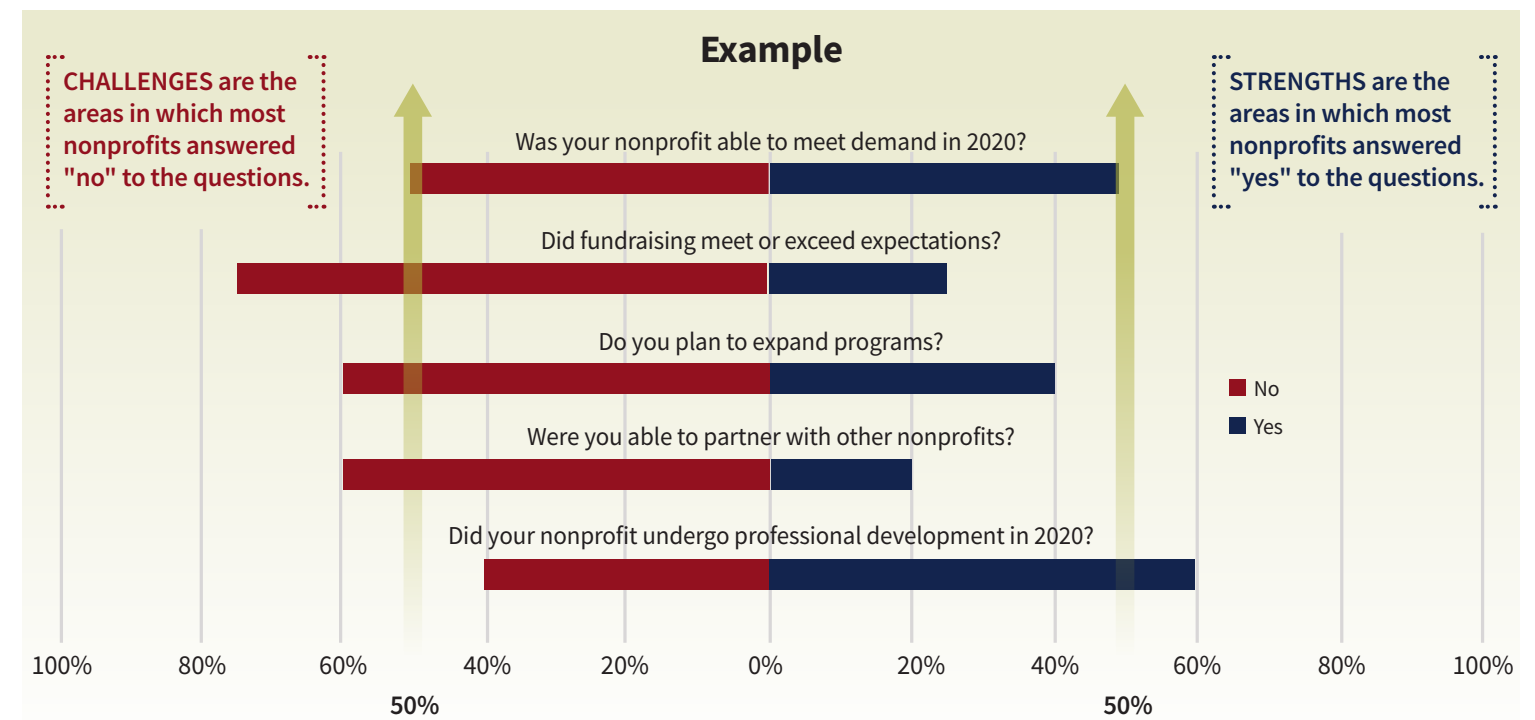 Example
CHALLENGES are the
areas in which most
nonprofits answered
"no" to the questions.
STRENGTHS are the
areas in which most
nonprofits answered
"yes" to the questions.
Was your nonprofit able to meet demand in 2020?
Did fundraising meet or exceed expectations?
Do you plan to expand programs?
No
Were you able to partner with other nonprofits?
Yes
Did your nonprofit undergo professional development in 2020?
100% 80% 60% 40% 20% 0% 20% 40% 60% 80% 100%
50% 50%